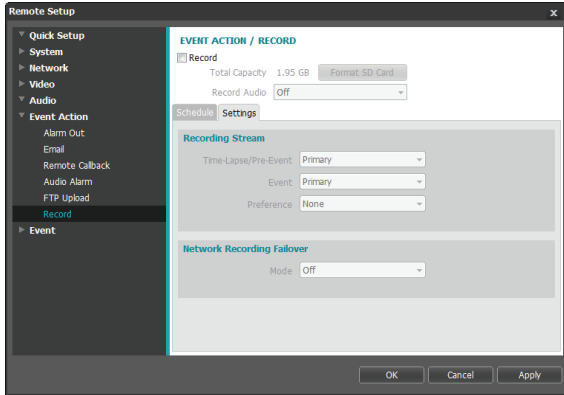 Remote Setup
x
Quick Setup
System
Network
Video
Audio
Event Action
Alarm Out
Email
Remote Callback
Audio Alarm
FTP Upload
Record
Event
EVENT ACTION / RECORD
Record
Total Capacity 1.95 GB Format SD Card
Record Audio Off
Schedule Settings
Recording Stream
Time-Lapse/Pre-Event Primary
Event Primary
Preference None
Network Recording Failover
Mode Off
OK Cancel Apply